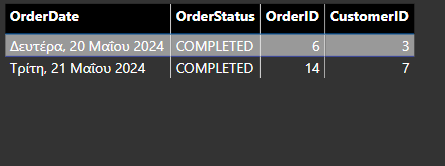 OrderDate OrderStatus OrderID CustomerID
Δευτέρα, 20 Μαΐου 2024 COMPLETED 6 3
Τρίτη, 21 Μαΐου 2024 COMPLETED 14 7